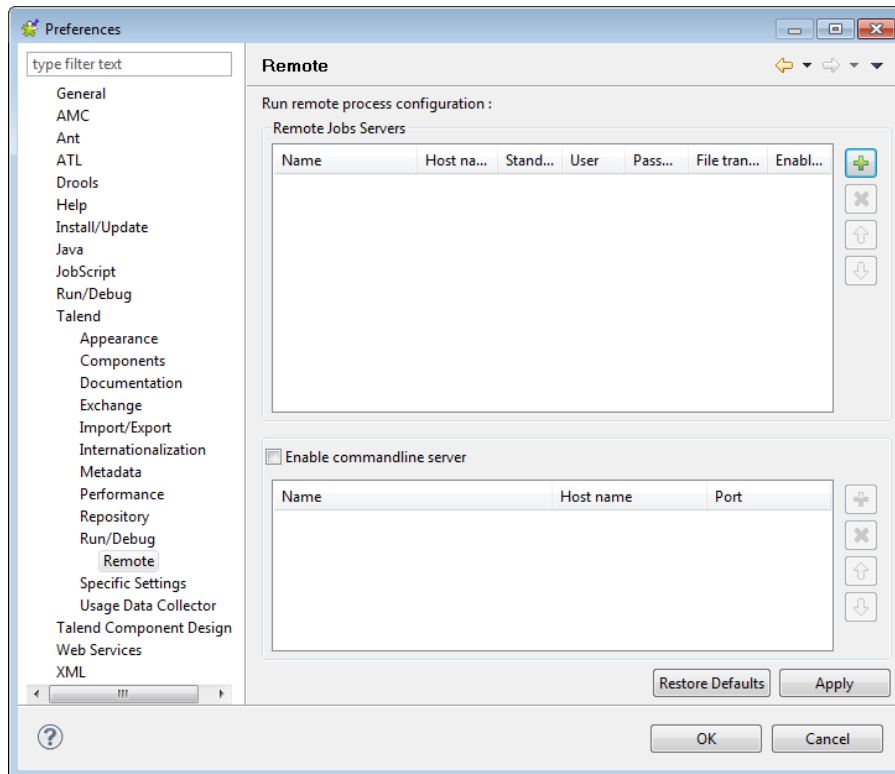 Preferences
type filter text
General
AMC
Ant
ATL
Drools
Help
Install/Update
Java
JobScript
Run/Debug
Talend
Appearance
Components
Documentation
Exchange
Import/Export
Internationalization
Metadata
Performance
Repository
Run/Debug
Remote
Specific Settings
Usage Data Collector
Talend Component Design
Web Services
XML
Remote
Run remote process configuration :
Remote Jobs Servers
Name Host na... Stand... User Pass... File tran... Enabl...
Enable commandline server
Name Host name Port
Restore Defaults Apply
OK Cancel